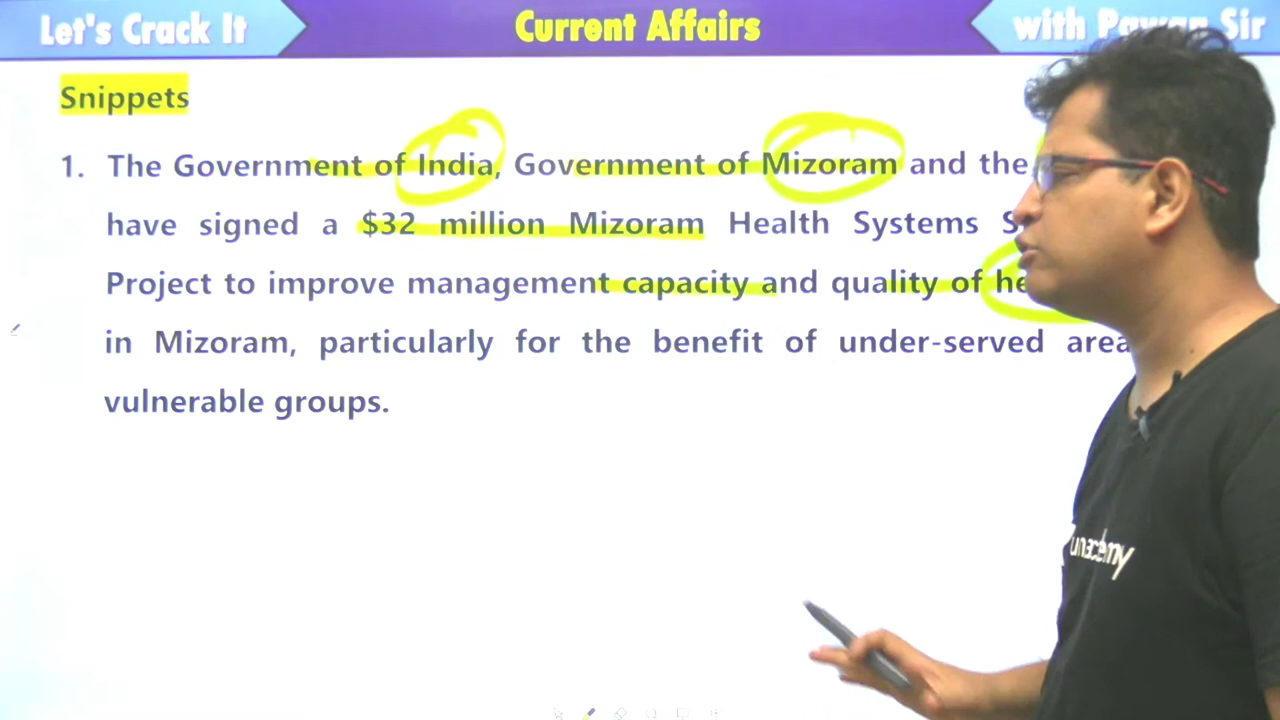 Let's Crack It
Current Affairs
with Pawan Sir
Snippets
1. The Government of India, Government of Mizoram and the
have signed a $32 million Mizoram Health Systems
Project to improve management capacity and quality of
in Mizoram, particularly for the benefit of under-served
vulnerable groups.
unacademy